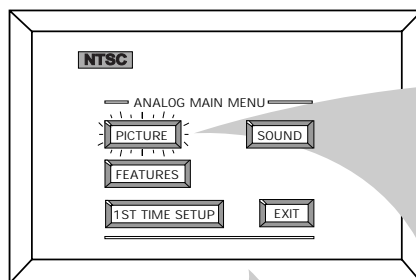 NTSC
ANALOG MAIN MENU
PICTURE SOUND
FEATURES
1ST TIME SETUP EXIT